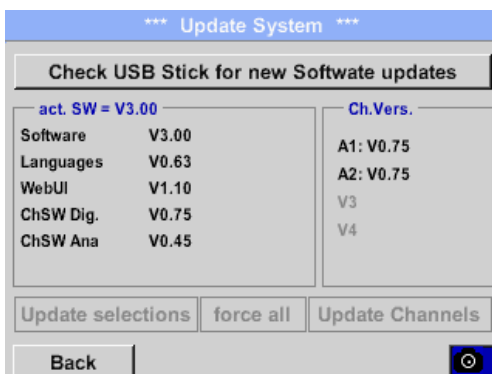 *** Update System ***
Check USB Stick for new Softwate updates
act. SW = V3.00
Software V3.00
Languages V0.63
WebUI V1.10
ChSW Dig. V0.75
ChSW Ana V0.45
Ch.Vers.
A1: V0.75
A2: V0.75
V3
V4
Update selections
force all
Update Channels
Back